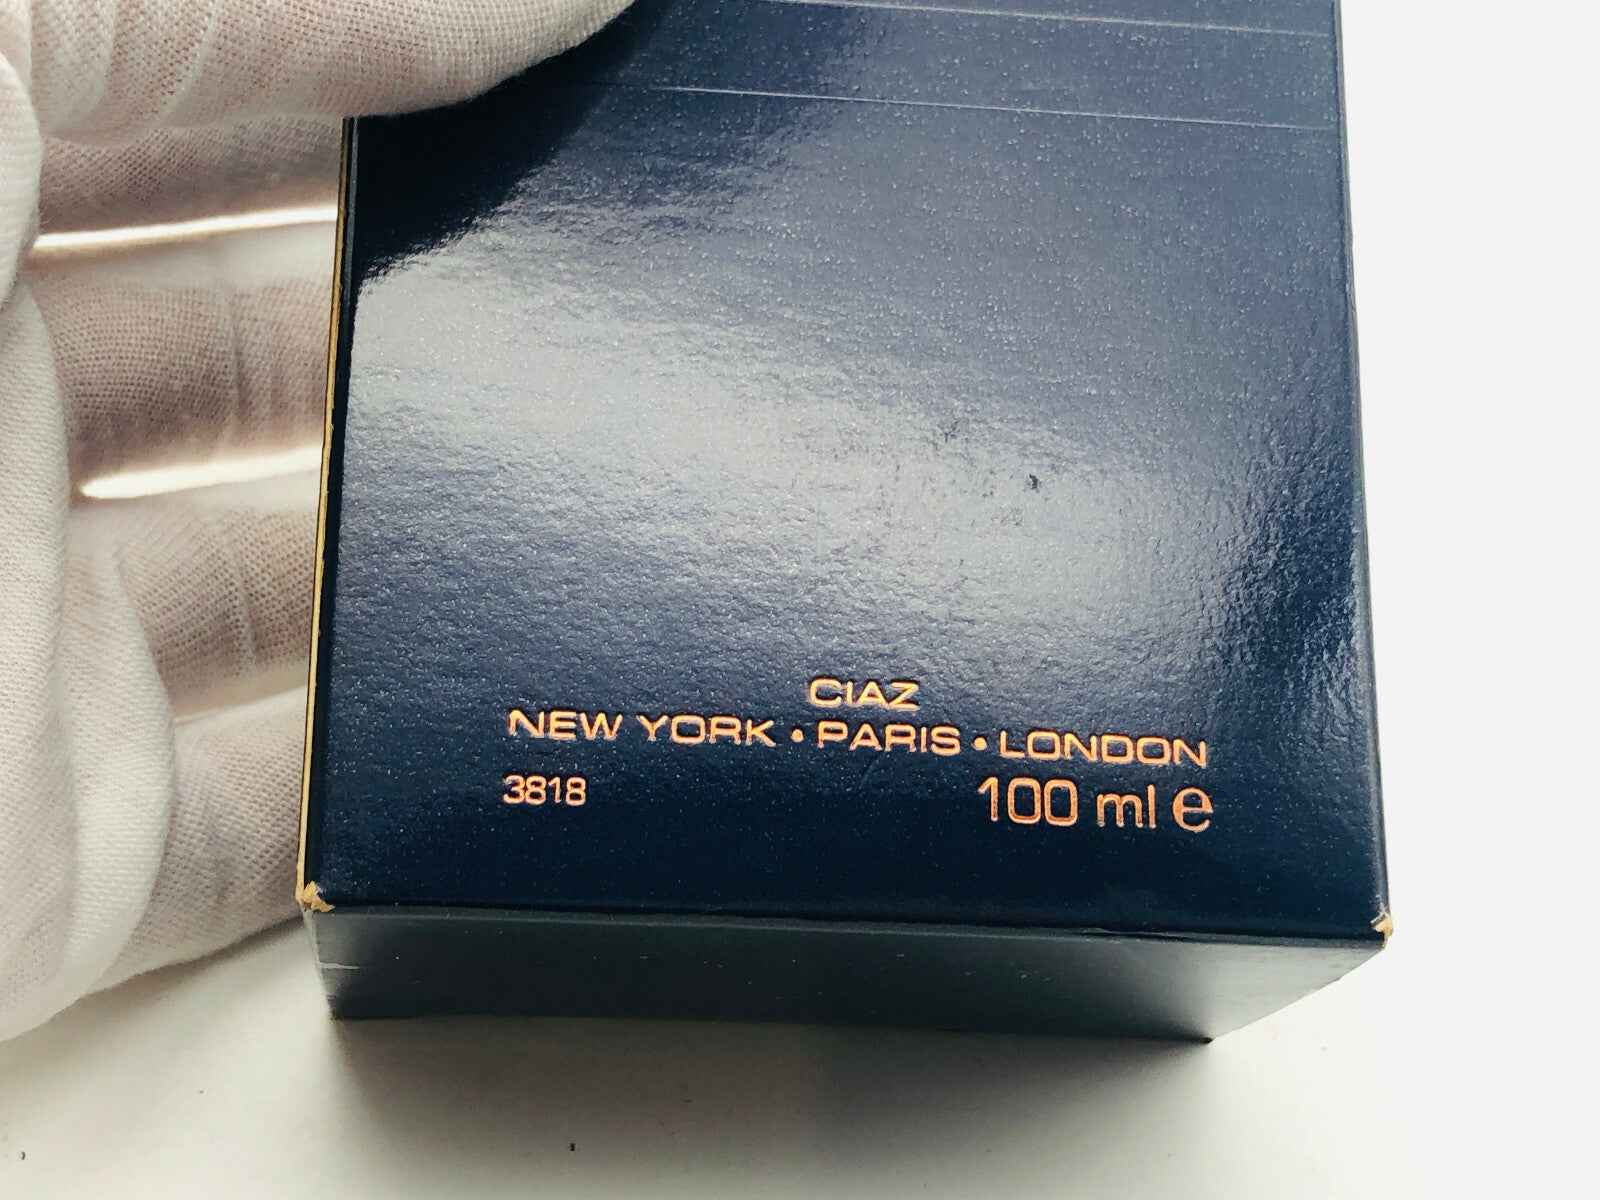 CIAZ
NEW YORK • PARIS • LONDON
3818 100 ml e